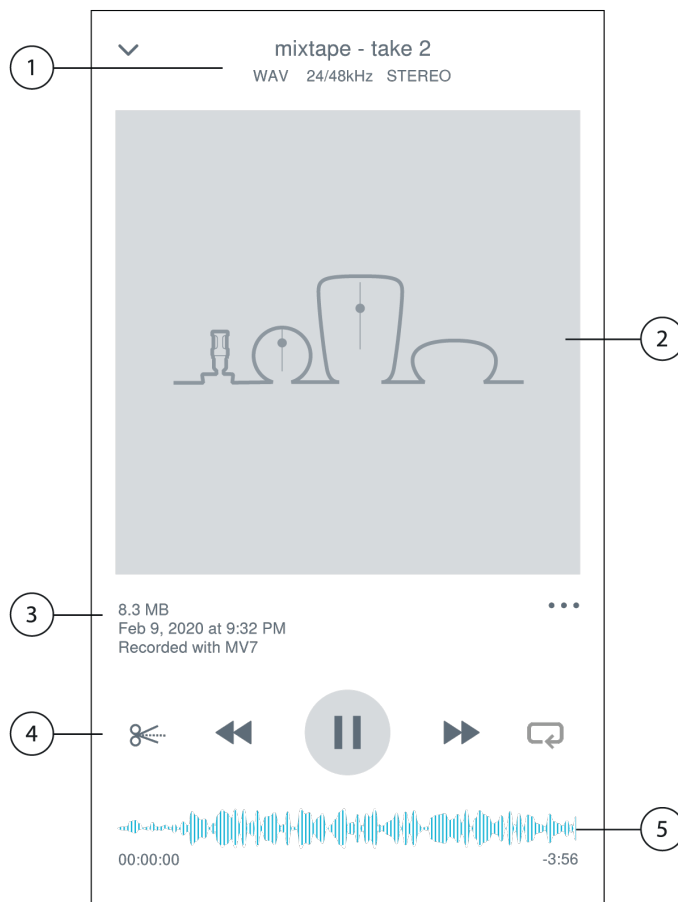 mixtape - take 2
WAV 24/48kHz STEREO
1
2
3
8.3 MB
Feb 9, 2020 at 9:32 PM
Recorded with MV7
4
5
00:00:00 -3:56